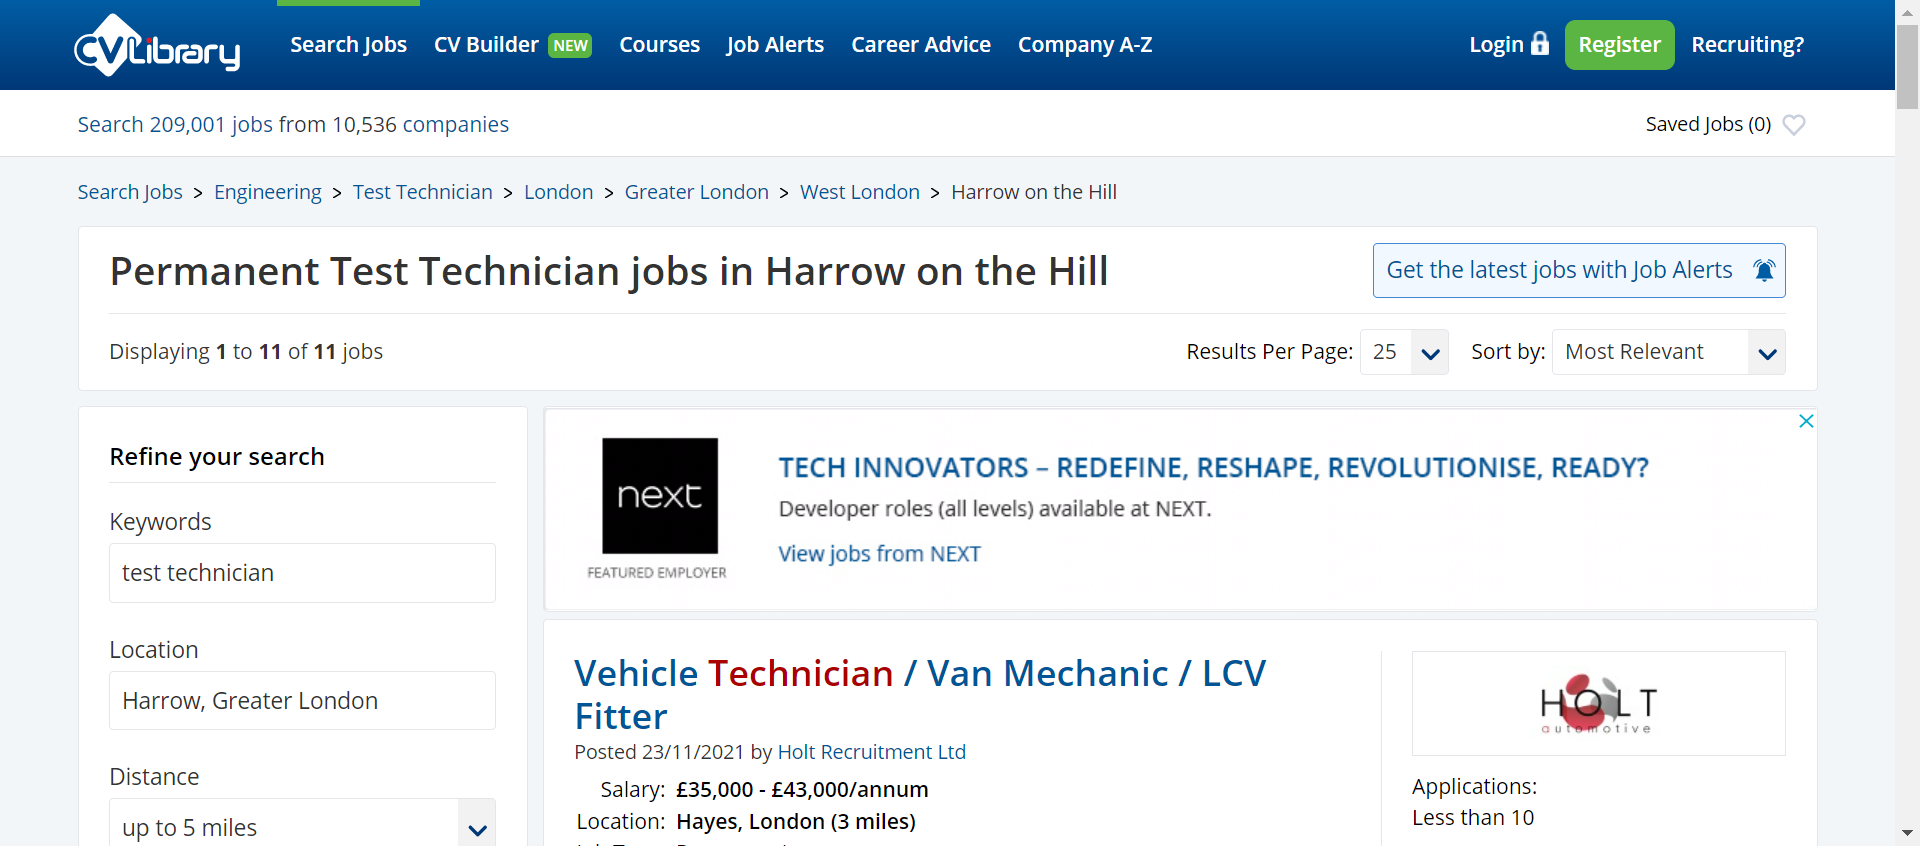 CVLibrary Search Jobs CV Builder NEW Courses Job Alerts Career Advice Company A-Z Login Register Recruiting?
Search 209,001 jobs from 10,536 companies Saved Jobs (0)
Search Jobs > Engineering > Test Technician > London > Greater London > West London > Harrow on the Hill
Permanent Test Technician jobs in Harrow on the Hill
Get the latest jobs with Job Alerts
Displaying 1 to 11 of 11 jobs
Results Per Page: 25 Sort by: Most Relevant
Refine your search
Keywords
test technician
Location
Harrow, Greater London
Distance
up to 5 miles
next
FEATURED EMPLOYER
TECH INNOVATORS – REDEFINE, RESHAPE, REVOLUTIONISE, READY?
Developer roles (all levels) available at NEXT.
View jobs from NEXT
Vehicle Technician / Van Mechanic / LCV
Fitter
Posted 23/11/2021 by Holt Recruitment Ltd
Salary: £35,000 - £43,000/annum
Location: Hayes, London (3 miles)
HOLT
automotive
Applications:
Less than 10